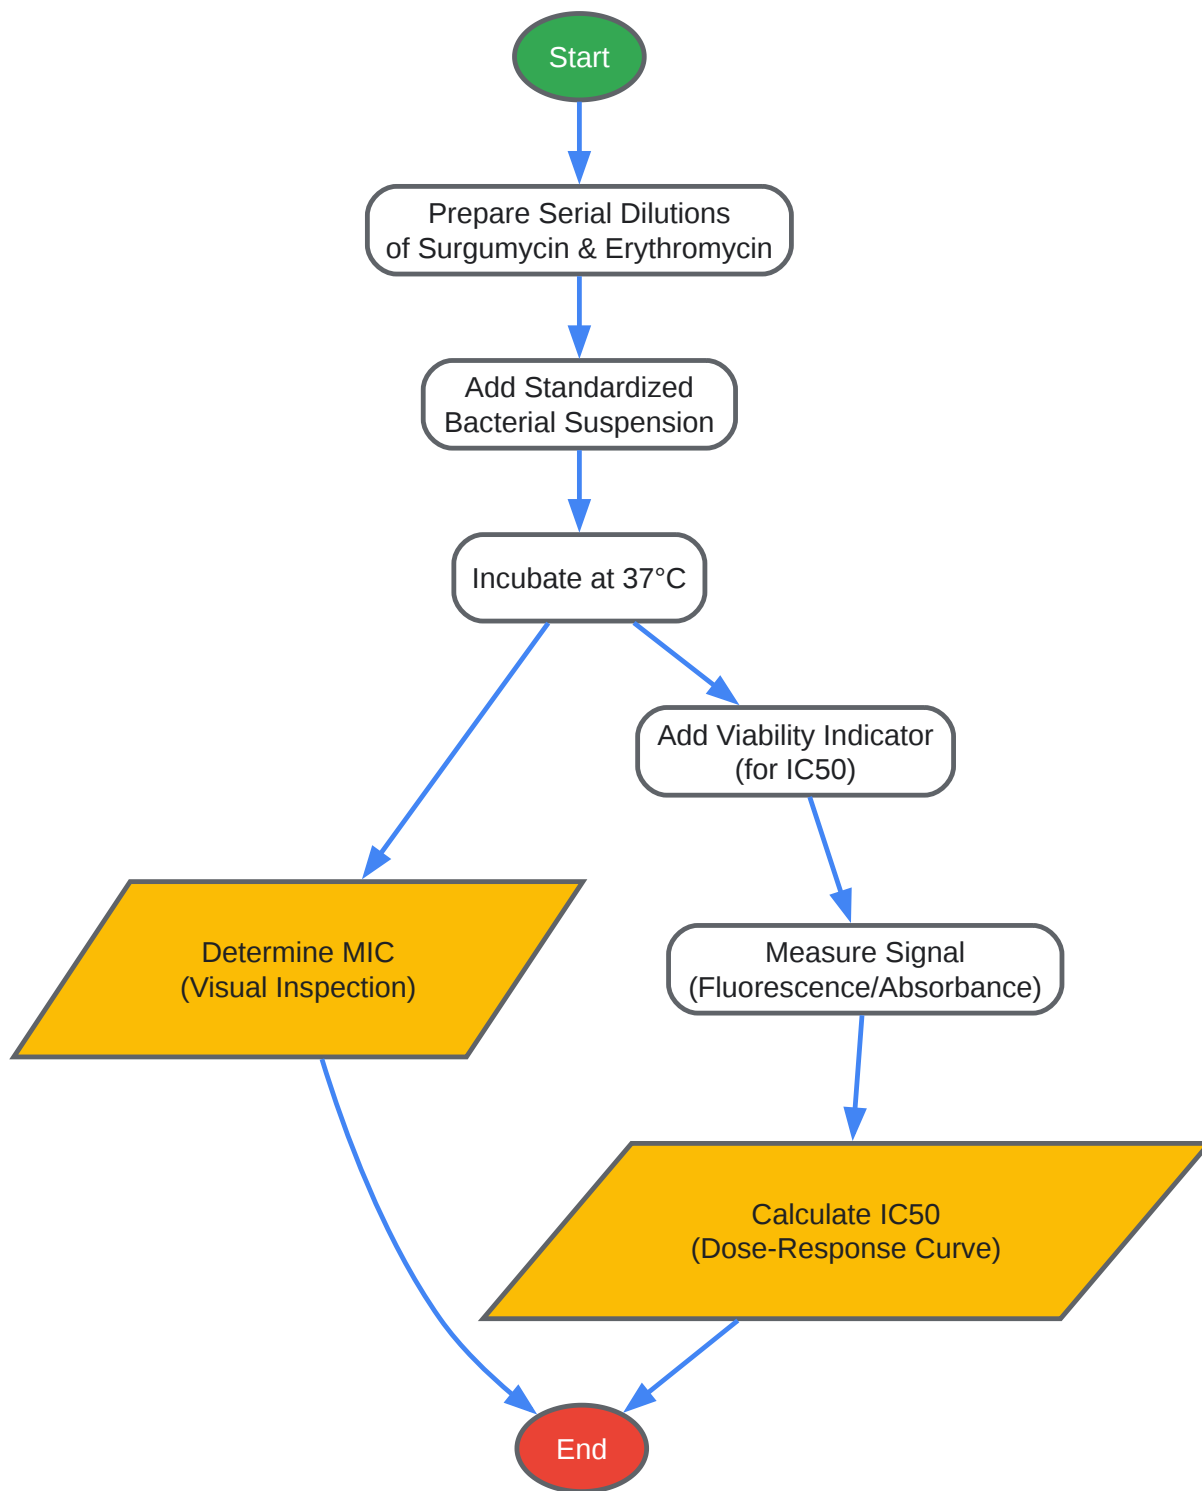 Start
Prepare Serial Dilutions
of Surgumycin & Erythromycin
Add Standardized
Bacterial Suspension
Incubate at 37°C
Add Viability Indicator
(for IC50)
Determine MIC
(Visual Inspection)
Measure Signal
(Fluorescence/Absorbance)
Calculate IC50
(Dose-Response Curve)
End